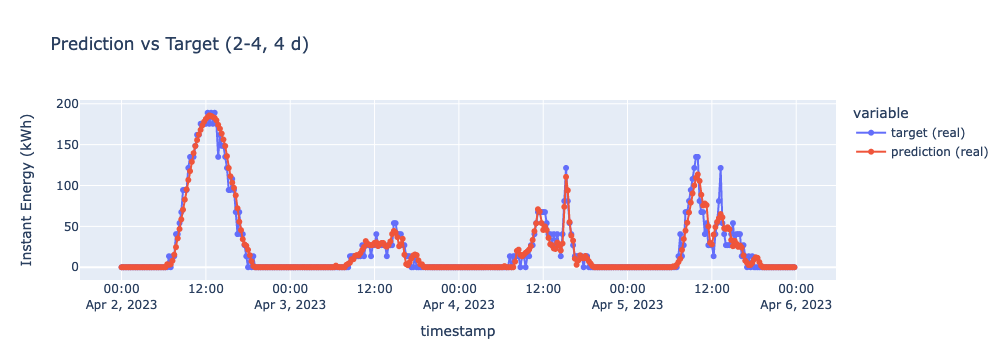 Prediction vs Target (2-4, 4 d)
Instant Energy (kWh)
200
150
100
50
0
00:00
Apr 2, 2023
12:00
00:00
Apr 3, 2023
12:00
00:00
Apr 4, 2023
12:00
00:00
Apr 5, 2023
12:00
00:00
Apr 6, 2023
timestamp
variable
target (real)
prediction (real)